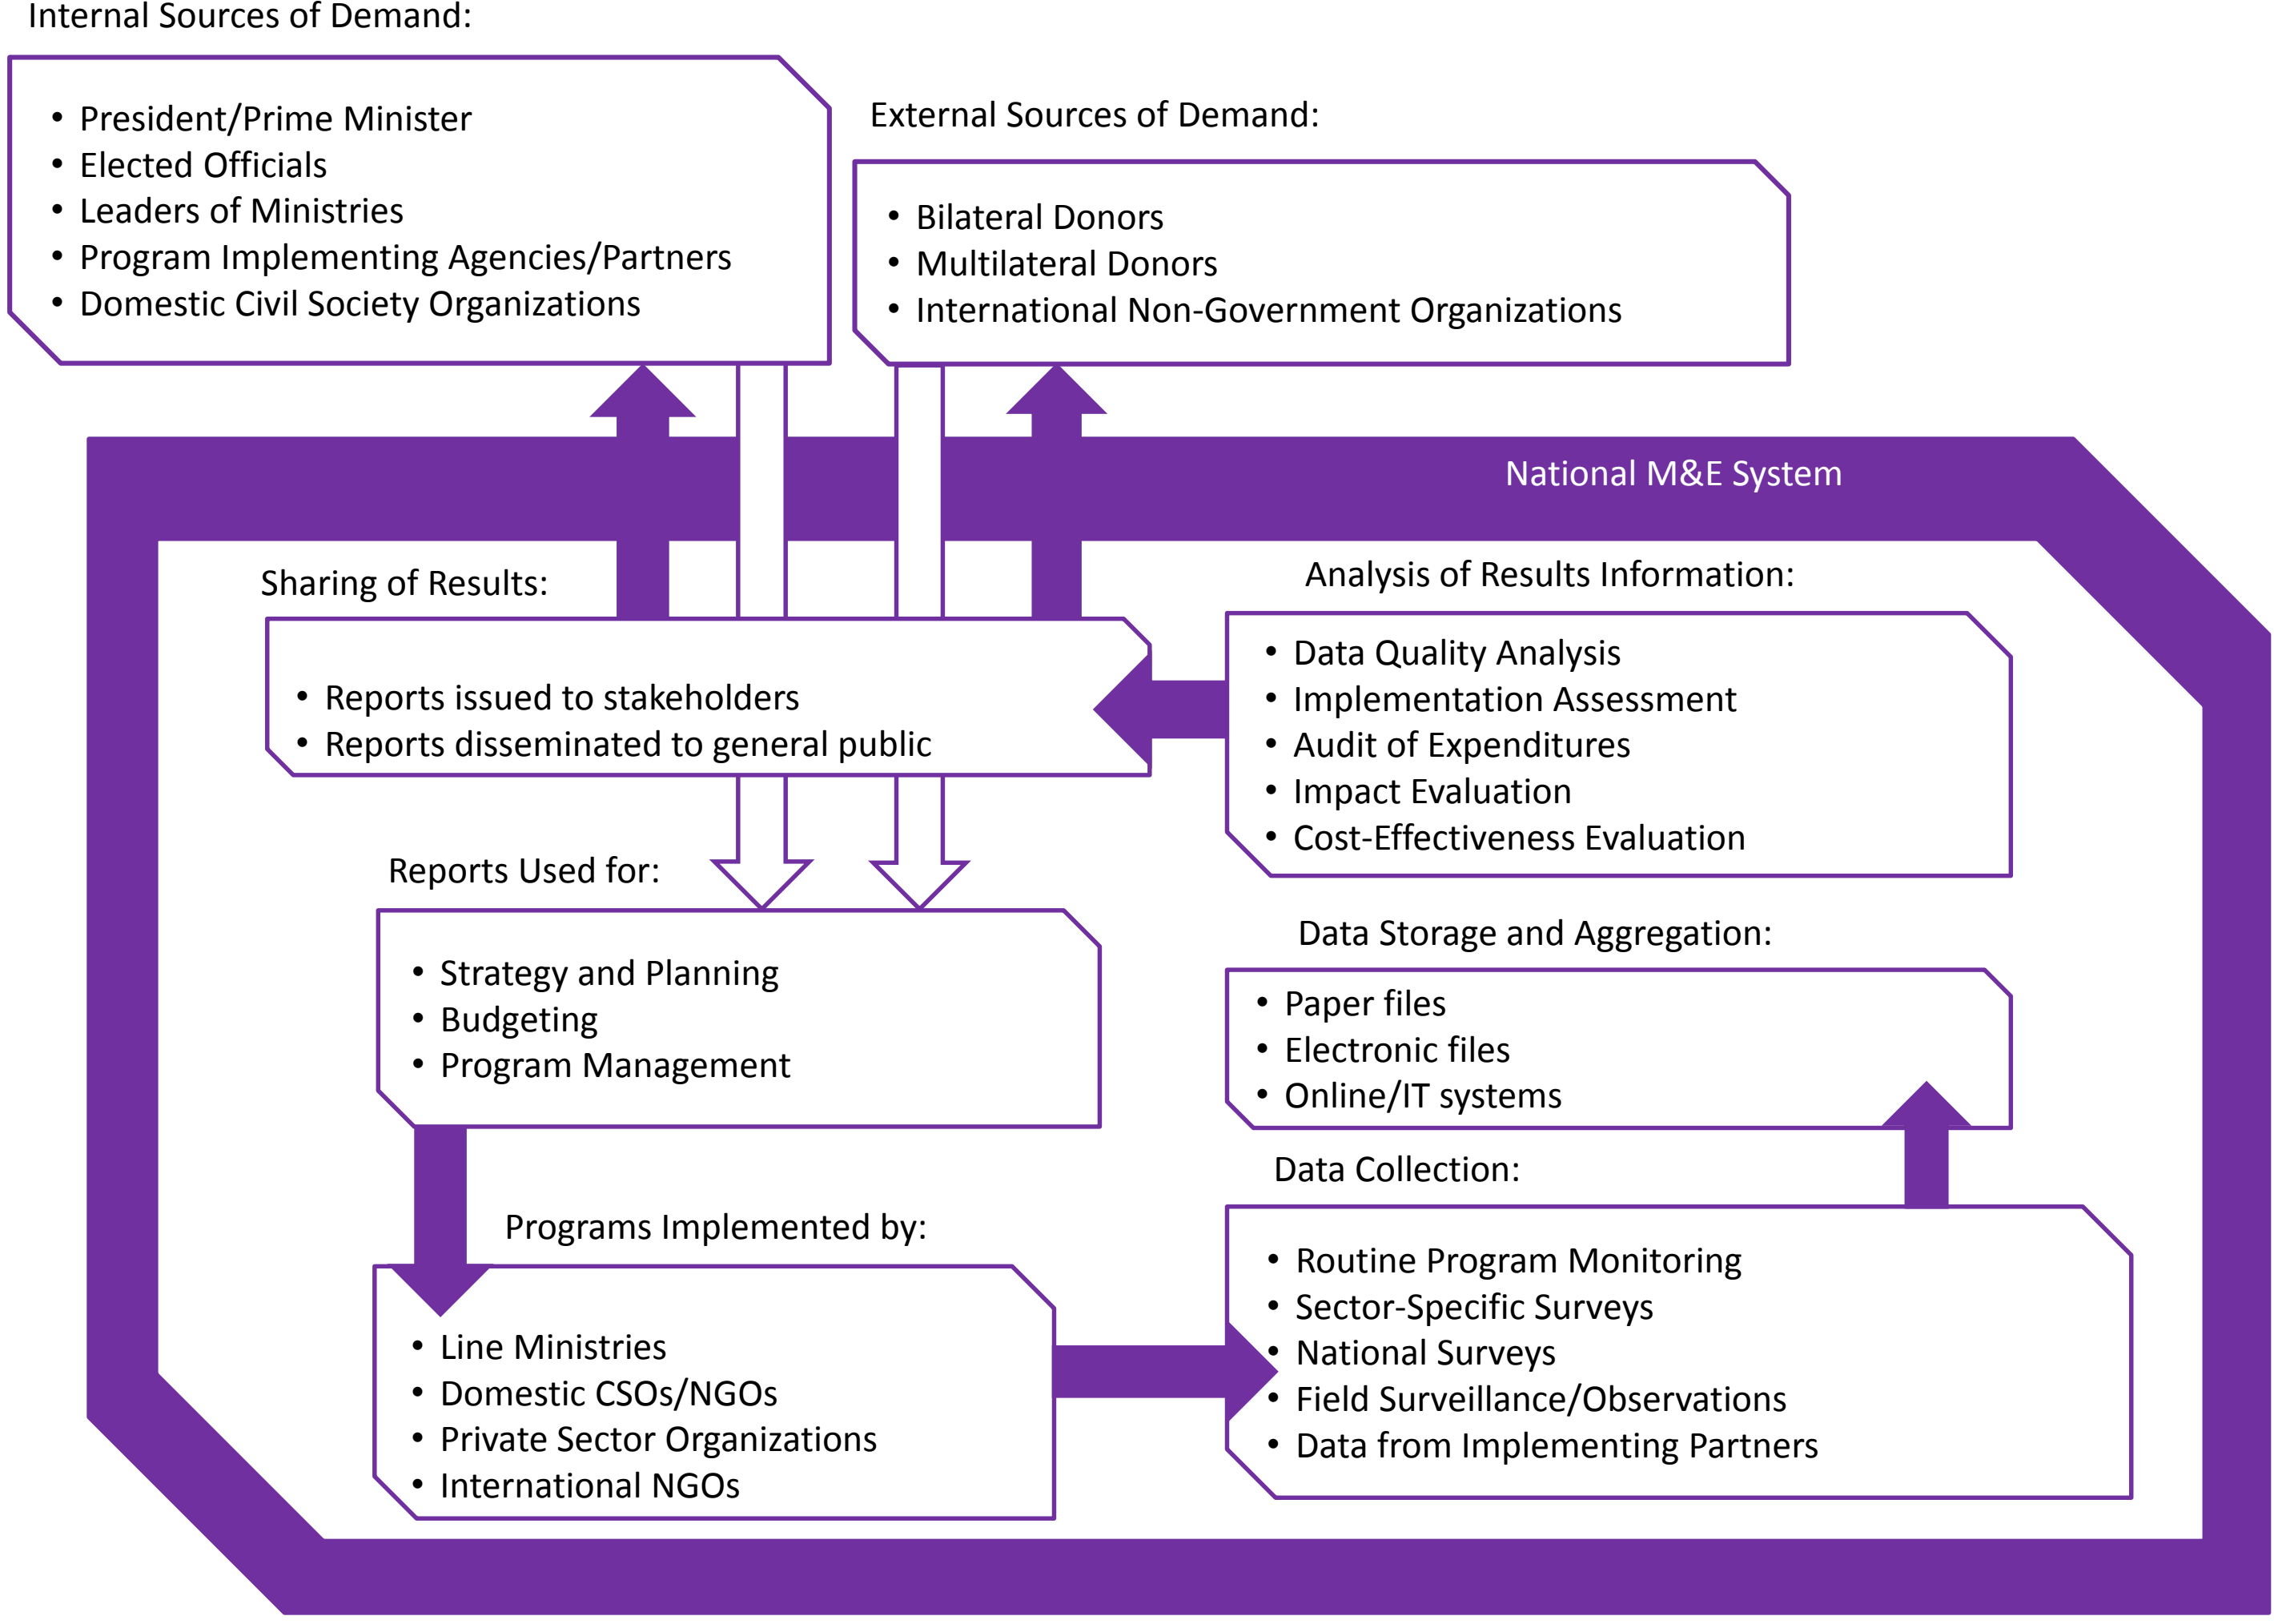 Internal Sources of Demand:
• President/Prime Minister
• Elected Officials
• Leaders of Ministries
• Program Implementing Agencies/Partners
• Domestic Civil Society Organizations
External Sources of Demand:
• Bilateral Donors
• Multilateral Donors
• International Non-Government Organizations
National M&E System
Sharing of Results:
• Reports issued to stakeholders
• Reports disseminated to general public
Analysis of Results Information:
• Data Quality Analysis
• Implementation Assessment
• Audit of Expenditures
• Impact Evaluation
• Cost-Effectiveness Evaluation
Reports Used for:
• Strategy and Planning
• Budgeting
• Program Management
Data Storage and Aggregation:
• Paper files
• Electronic files
• Online/IT systems
Programs Implemented by:
• Line Ministries
• Domestic CSOs/NGOs
• Private Sector Organizations
• International NGOs
Data Collection:
• Routine Program Monitoring
• Sector-Specific Surveys
• National Surveys
• Field Surveillance/Observations
• Data from Implementing Partners